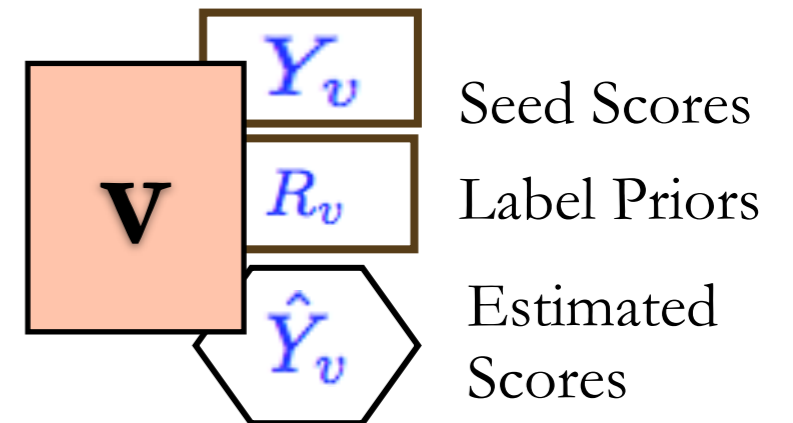 Y_v
Seed Scores
v
R_v
Label Priors
Ŷ_v
Estimated
Scores